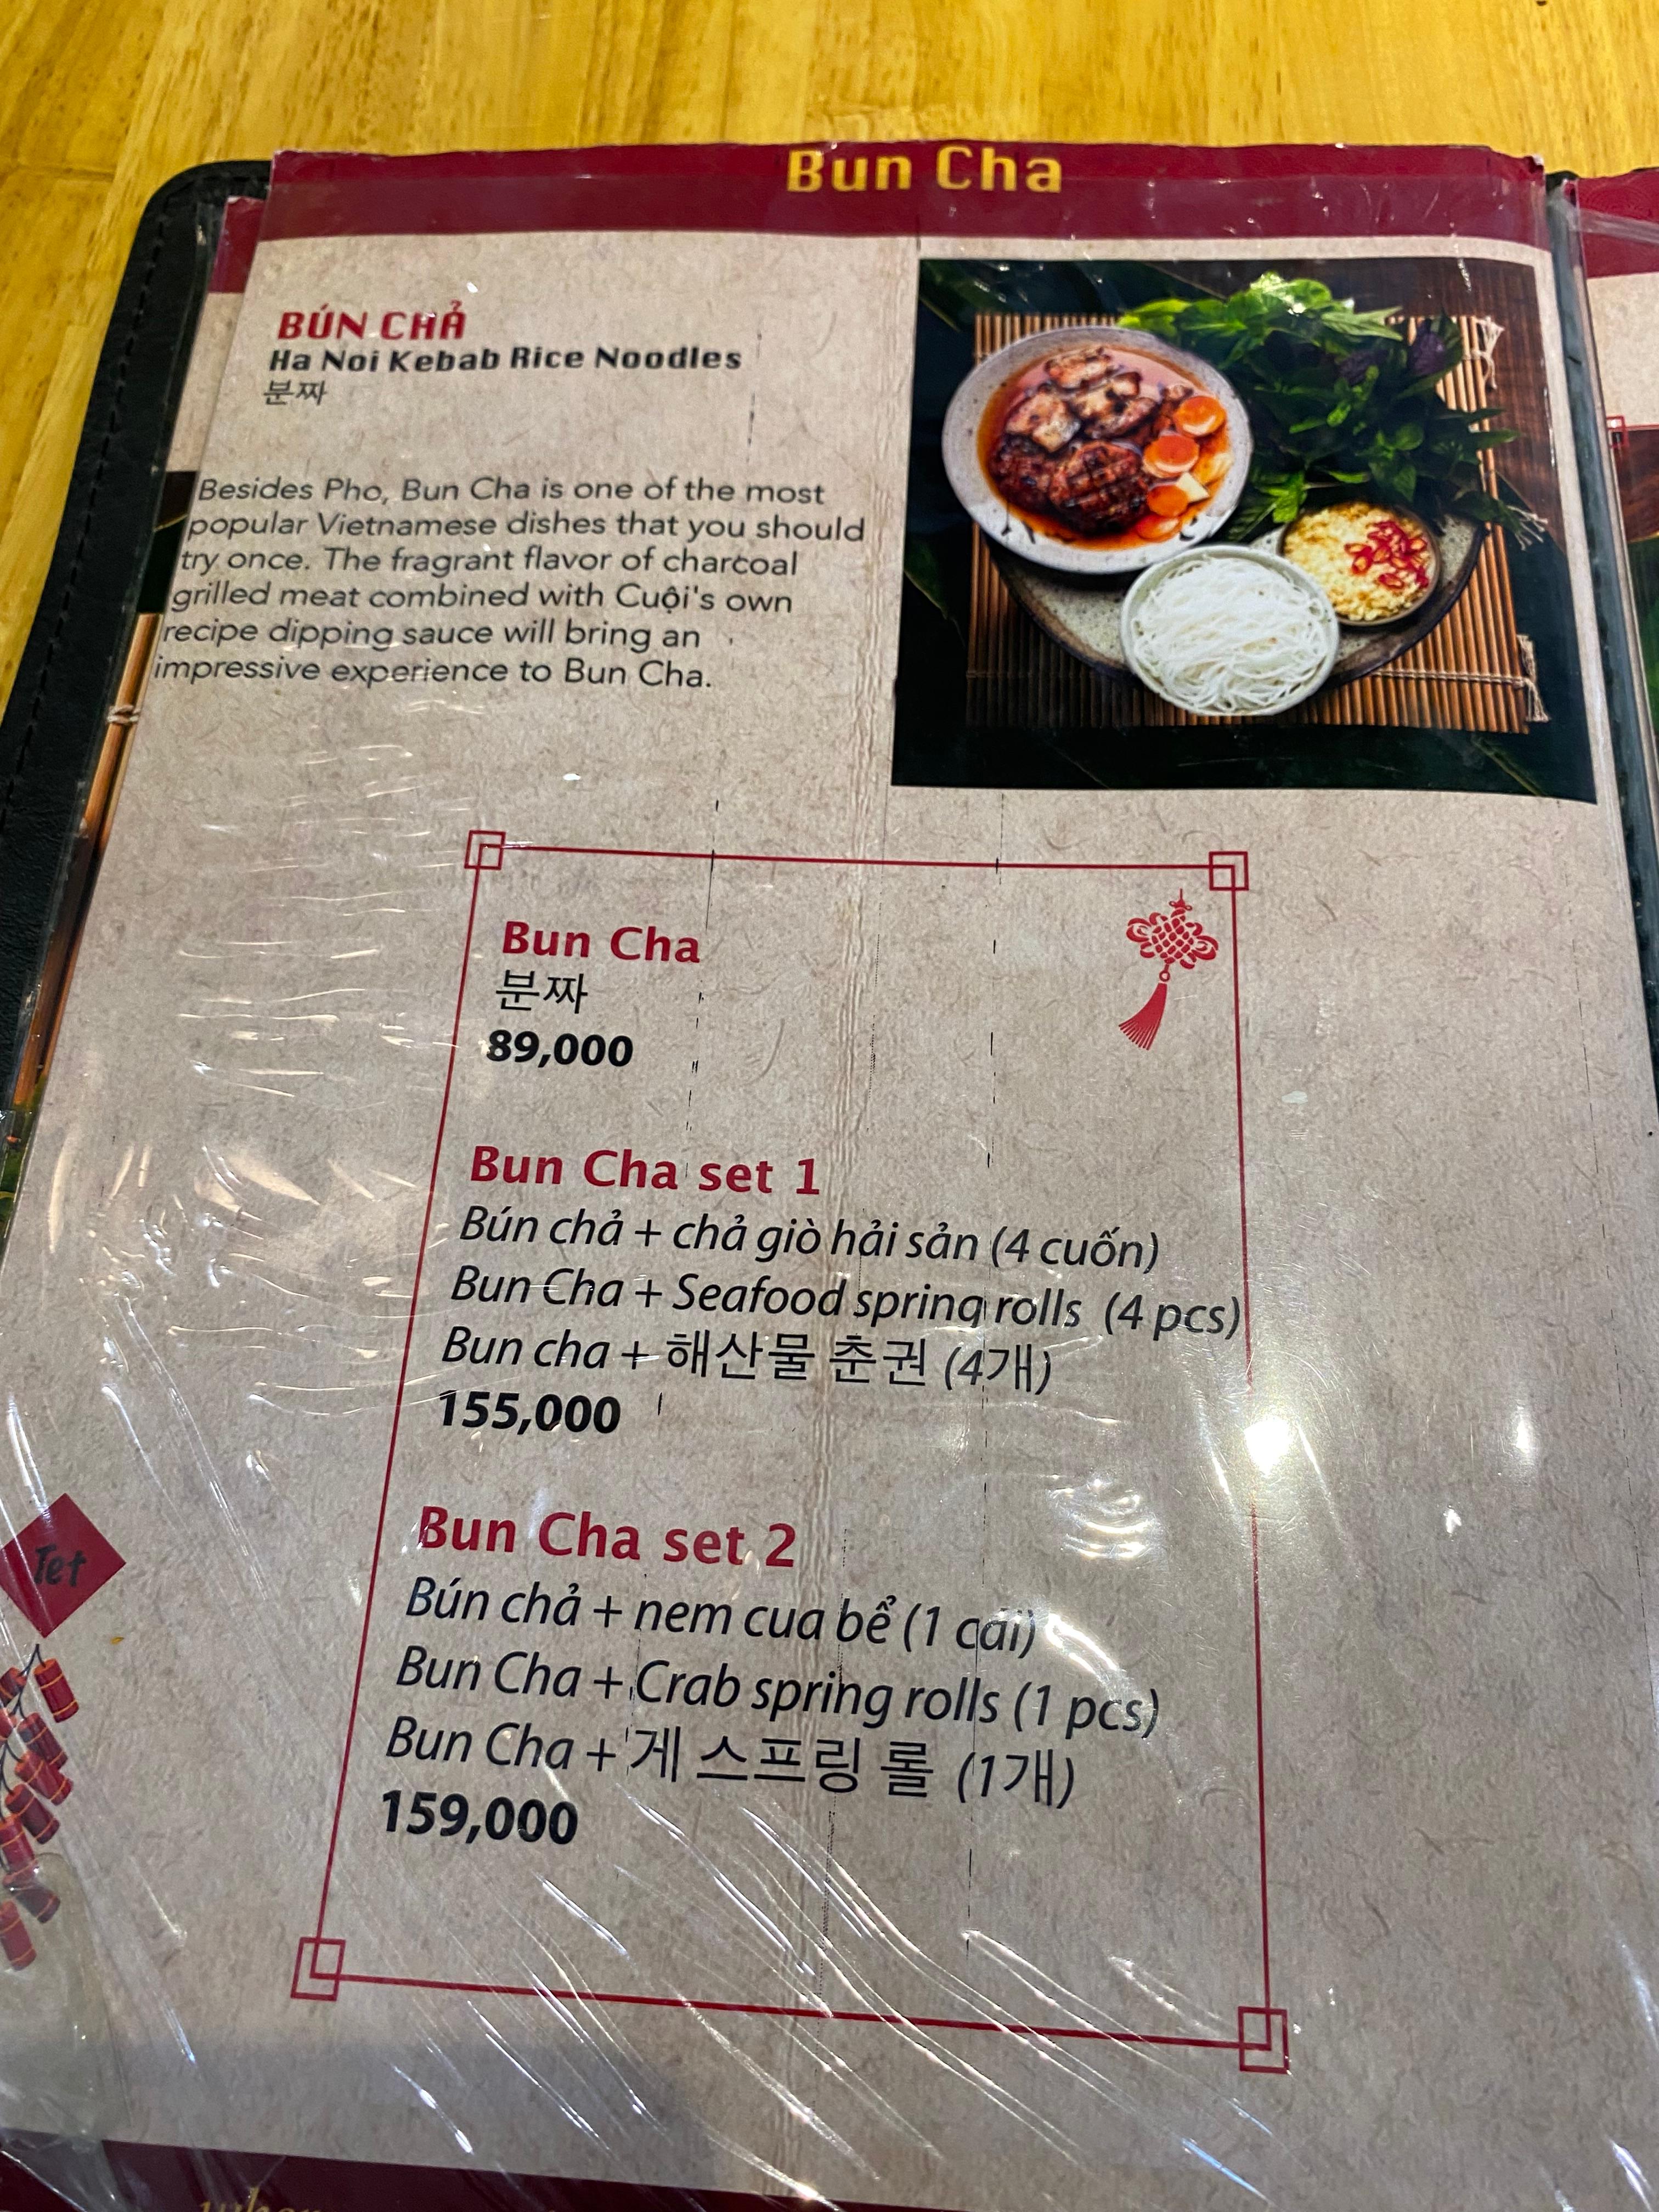 Bun Cha
BÚN CHẢ
Ha Noi Kebab Rice Noodles
분짜
Besides Pho, Bun Cha is one of the most
popular Vietnamese dishes that you should
try once. The fragrant flavor of charcoal
grilled meat combined with Cuội's own
recipe dipping sauce will bring an
impressive experience to Bun Cha.
Bun Cha
분짜
89,000
Bun Cha set 1
Bún chả + chả giò hải sản (4 cuốn)
Bun Cha + Seafood spring rolls (4 pcs)
Bun cha + 해산물 춘권 (4개)
155,000
Bun Cha set 2
Bún chả + nem cua bể (1 cái)
Bun Cha + Crab spring rolls (1 pcs)
Bun Cha + 게 스프링 롤 (1개)
159,000
Tet